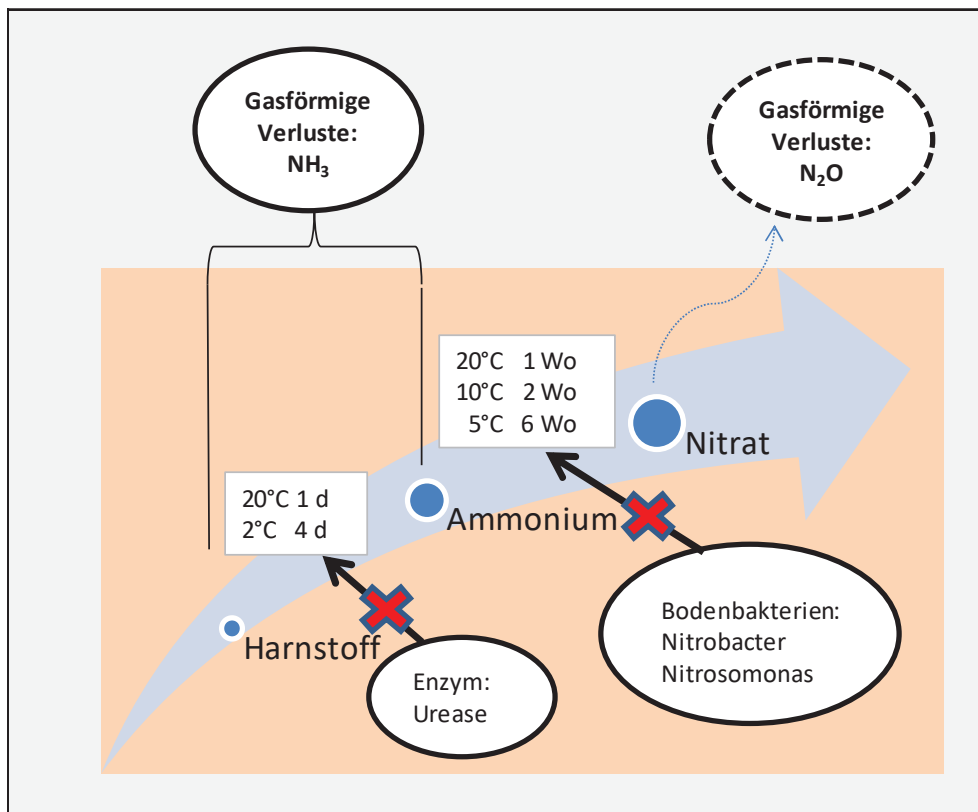 Gasförmige
Verluste:
NH₃
Gasförmige
Verluste:
N₂O
20°C 1 Wo
10°C 2 Wo
5°C 6 Wo
Nitrat
20°C 1 d
2°C 4 d
Ammonium
Harnstoff
Enzym:
Urease
Bodenbakterien:
Nitrobacter
Nitrosomonas